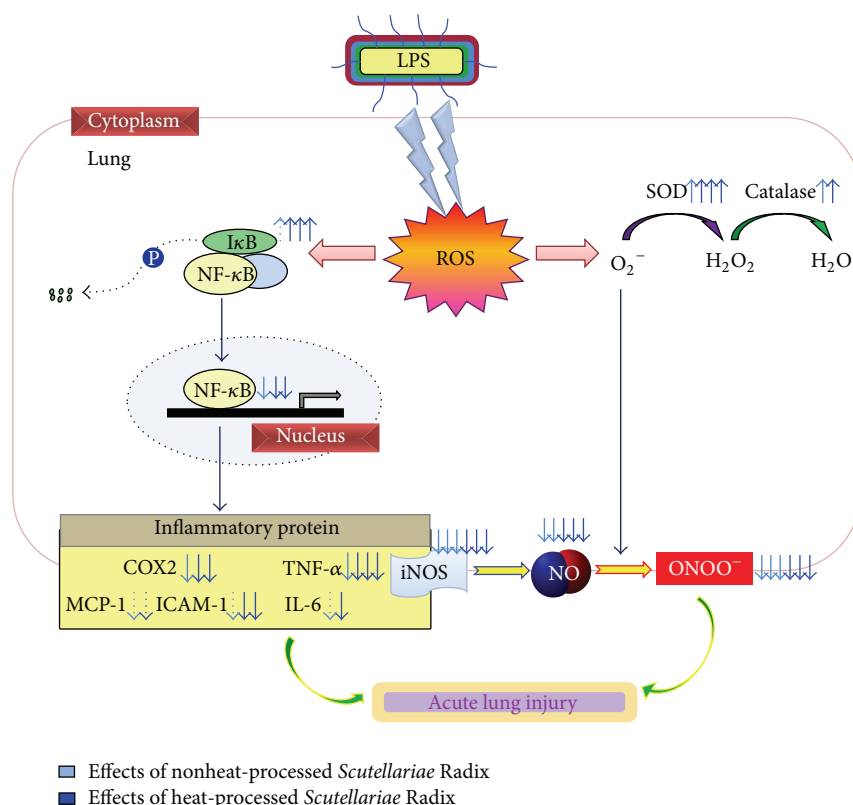 LPS
Cytoplasm
Lung
SOD↑↑↑↑ Catalase↑↑
IκB
P
NF-κB
ROS
O₂⁻
H₂O₂
H₂O
NF-κB
Nucleus
Inflammatory protein
COX2
TNF-α
iNOS
NO
ONOO⁻
MCP-1
ICAM-1
IL-6
Acute lung injury
Effects of nonheat-processed Scutellariae Radix
Effects of heat-processed Scutellariae Radix